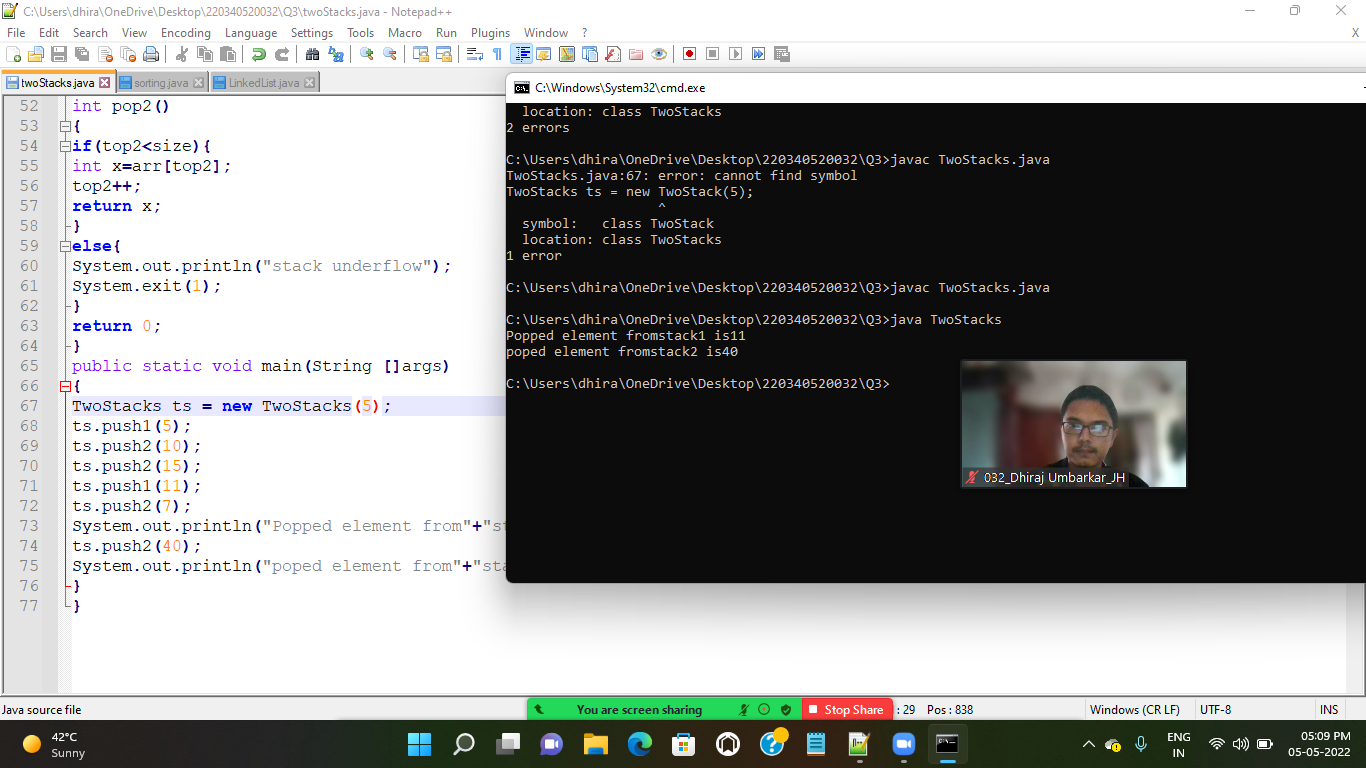 C:\Users\dhira\OneDrive\Desktop\220340520032\Q3\twoStacks.java - Notepad++
File Edit Search View Encoding Language Settings Tools Macro Run Plugins Window ? X
twoStacks.java sorting.java LinkedList.java
52 int pop2()
53 {
54 if(top2<size){
55 int x=arr[top2];
56 top2++;
57 return x;
58 }
59 else{
60 System.out.println("stack underflow");
61 System.exit(1);
62 }
63 return 0;
64 }
65 public static void main(String []args)
66 {
67 TwoStacks ts = new TwoStacks(5);
68 ts.push1(5);
69 ts.push2(10);
70 ts.push2(15);
71 ts.push1(11);
72 ts.push2(7);
73 System.out.println("Popped element from"+"st
74 ts.push2(40);
75 System.out.println("poped element from"+"sta
76 }
77 }
C:\Windows\System32\cmd.exe
location: class TwoStacks
2 errors
C:\Users\dhira\OneDrive\Desktop\220340520032\Q3>javac TwoStacks.java
TwoStacks.java:67: error: cannot find symbol
TwoStacks ts = new TwoStack(5);
^
symbol:   class TwoStack
location: class TwoStacks
1 error
C:\Users\dhira\OneDrive\Desktop\220340520032\Q3>javac TwoStacks.java
C:\Users\dhira\OneDrive\Desktop\220340520032\Q3>java TwoStacks
Popped element fromstack1 is11
poped element fromstack2 is40
C:\Users\dhira\OneDrive\Desktop\220340520032\Q3>
032_Dhiraj Umbarkar_JH
You are screen sharing Stop Share
Java source file : 29 Pos : 838 Windows (CR LF) UTF-8 INS
42°C
Sunny
ENG
IN
05:09 PM
05-05-2022